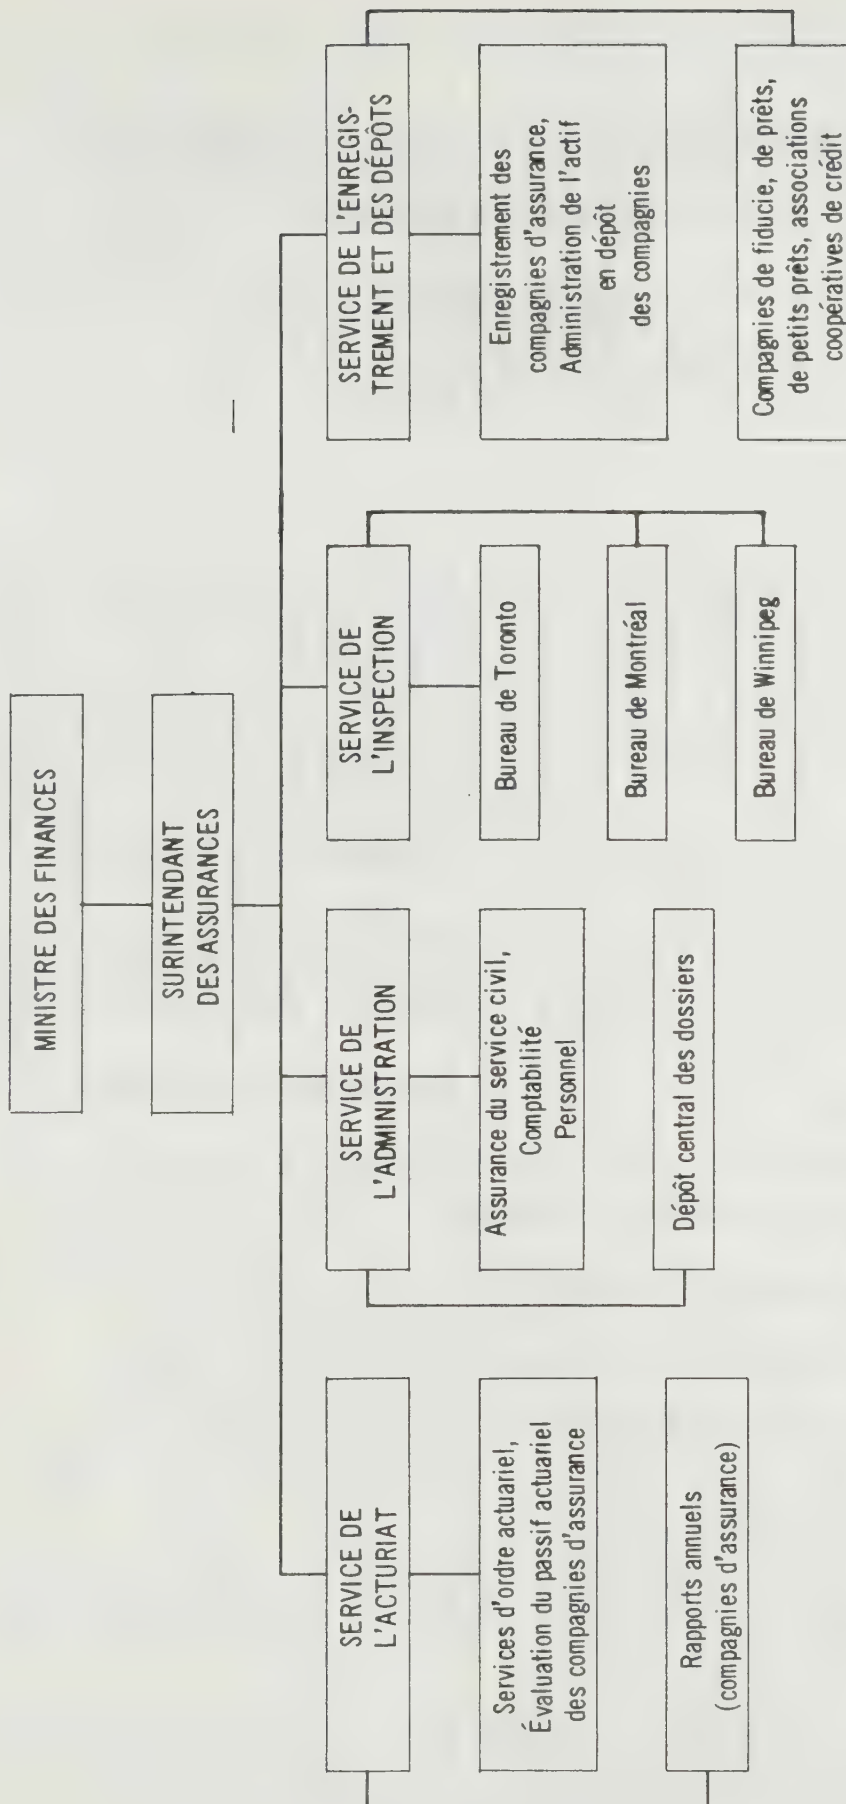 MINISTRE DES FINANCES
SURINTENDANT
DES ASSURANCES
SERVICE DE
L'ACTURIAT
Services d'ordre actuariel,
Évaluation du passif actuariel
des compagnies d'assurance
Rapports annuels
(compagnies d'assurance)
SERVICE DE
L'ADMINISTRATION
Assurance du service civil,
Comptabilité
Personnel
Dépôt central des dossiers
SERVICE DE
L'INSPECTION
Bureau de Toronto
Bureau de Montréal
Bureau de Winnipeg
SERVICE DE L'ENREGIS-
TREMENT ET DES DÉPÔTS
Enregistrement des
compagnies d'assurance,
Administration de l'actif
en dépôt
des compagnies
Compagnies de fiducie, de prêts,
de petits prêts, associations
coopératives de crédit